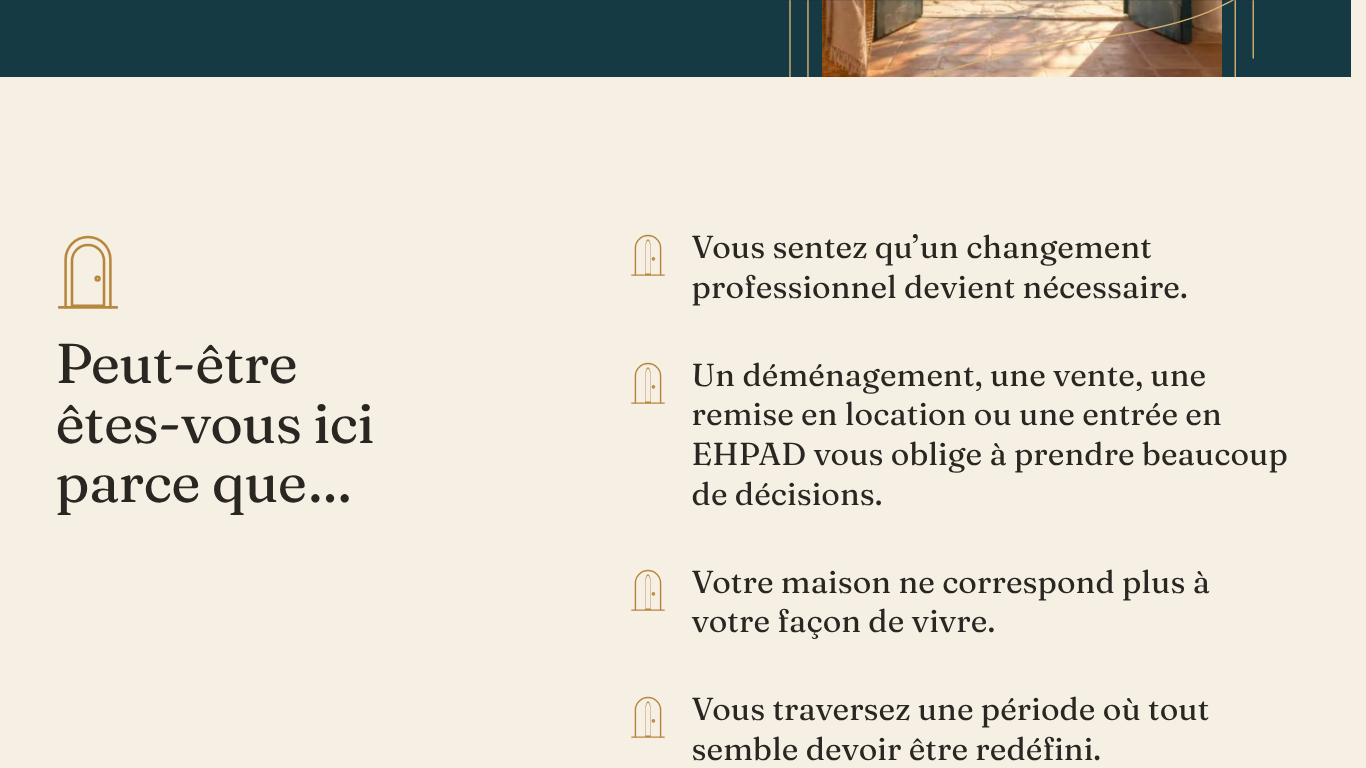 Peut-être
êtes-vous ici
parce que...
Vous sentez qu’un changement
professionnel devient nécessaire.
Un déménagement, une vente, une
remise en location ou une entrée en
EHPAD vous oblige à prendre beaucoup
de décisions.
Votre maison ne correspond plus à
votre façon de vivre.
Vous traversez une période où tout
semble devoir être redéfini.